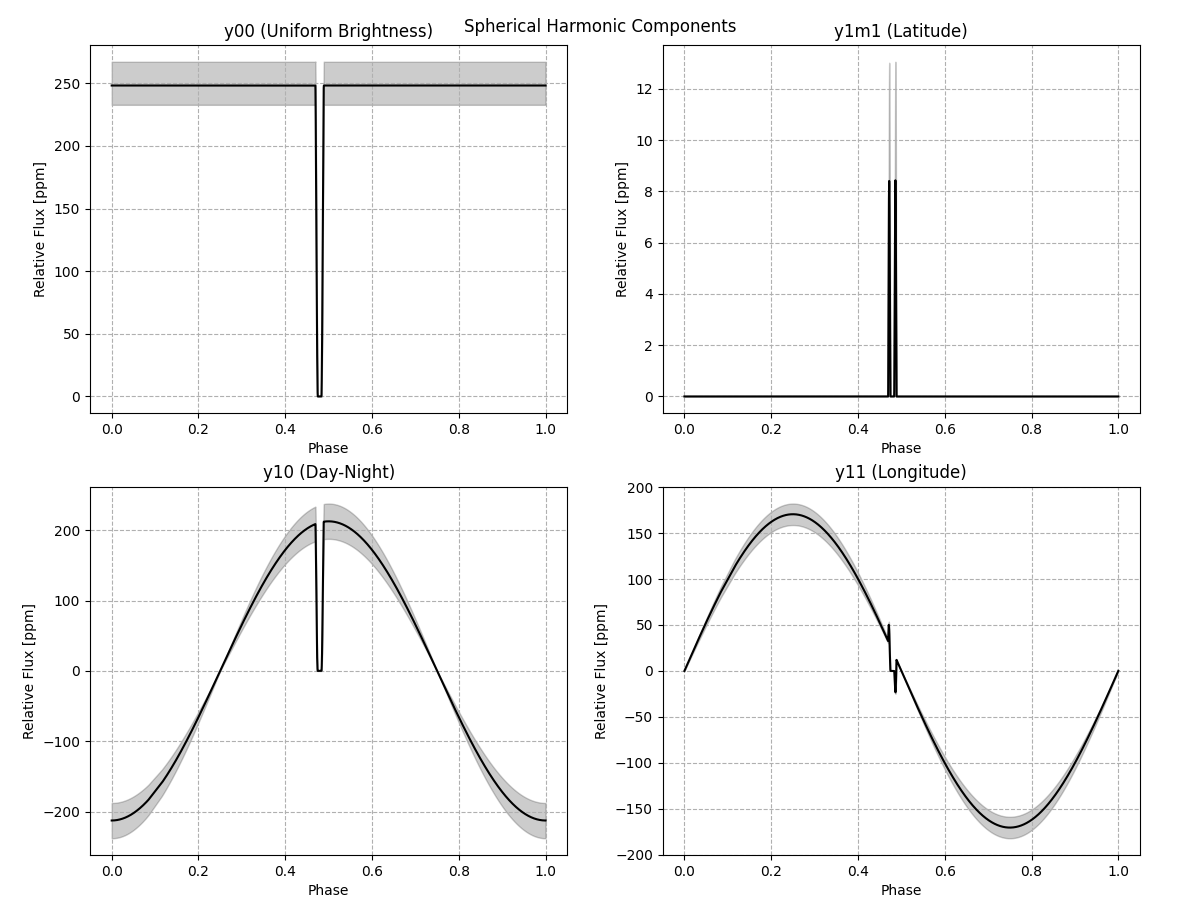 Spherical Harmonic Components
y00 (Uniform Brightness)
Relative Flux [ppm]
250
200
150
100
50
0
0.0 0.2 0.4 0.6 0.8 1.0
Phase
y1m1 (Latitude)
Relative Flux [ppm]
12
10
8
6
4
2
0
0.0 0.2 0.4 0.6 0.8 1.0
Phase
y10 (Day-Night)
Relative Flux [ppm]
200
100
0
−100
−200
0.0 0.2 0.4 0.6 0.8 1.0
Phase
y11 (Longitude)
Relative Flux [ppm]
200
150
100
50
0
−50
−100
−150
−200
0.0 0.2 0.4 0.6 0.8 1.0
Phase